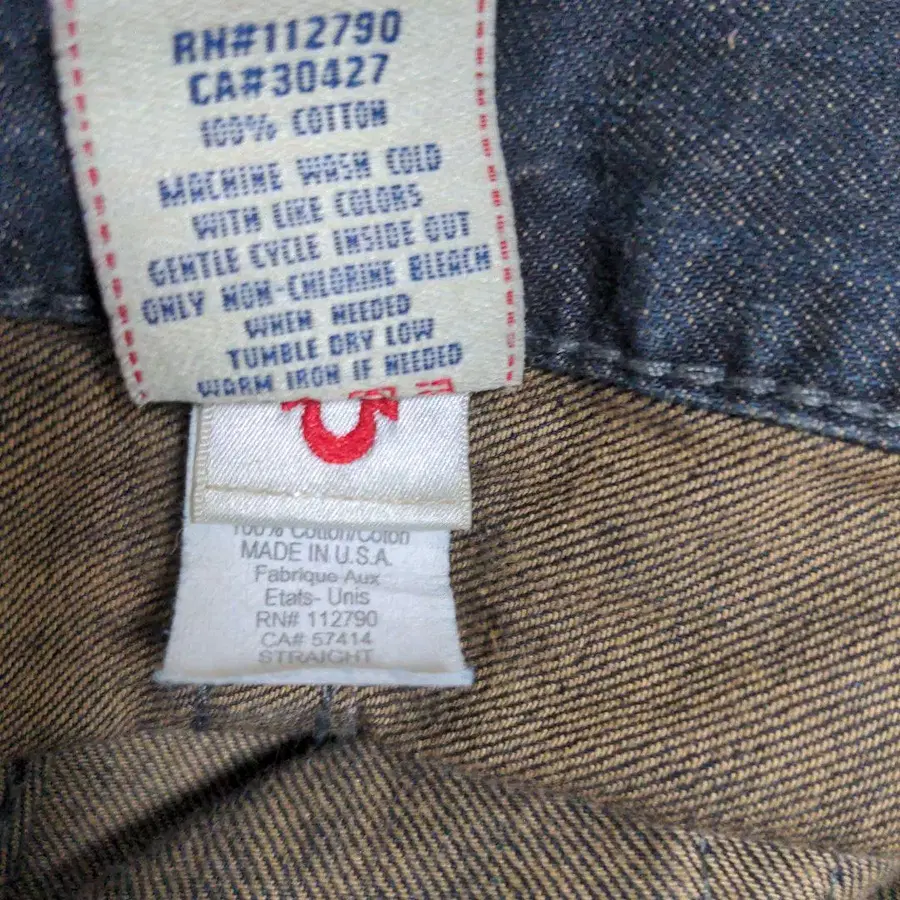 RN#112790
CA#30427
100% COTTON
MACHINE WASH COLD
WITH LIKE COLORS
GENTLE CYCLE INSIDE OUT
ONLY NON-CHLORINE BLEACH
WHEN NEEDED
TUMBLE DRY LOW
WARM IRON IF NEEDED
100% Cotton/Coton
MADE IN U.S.A.
Fabrique Aux
Etats- Unis
RN# 112790
CA# 57414
STRAIGHT